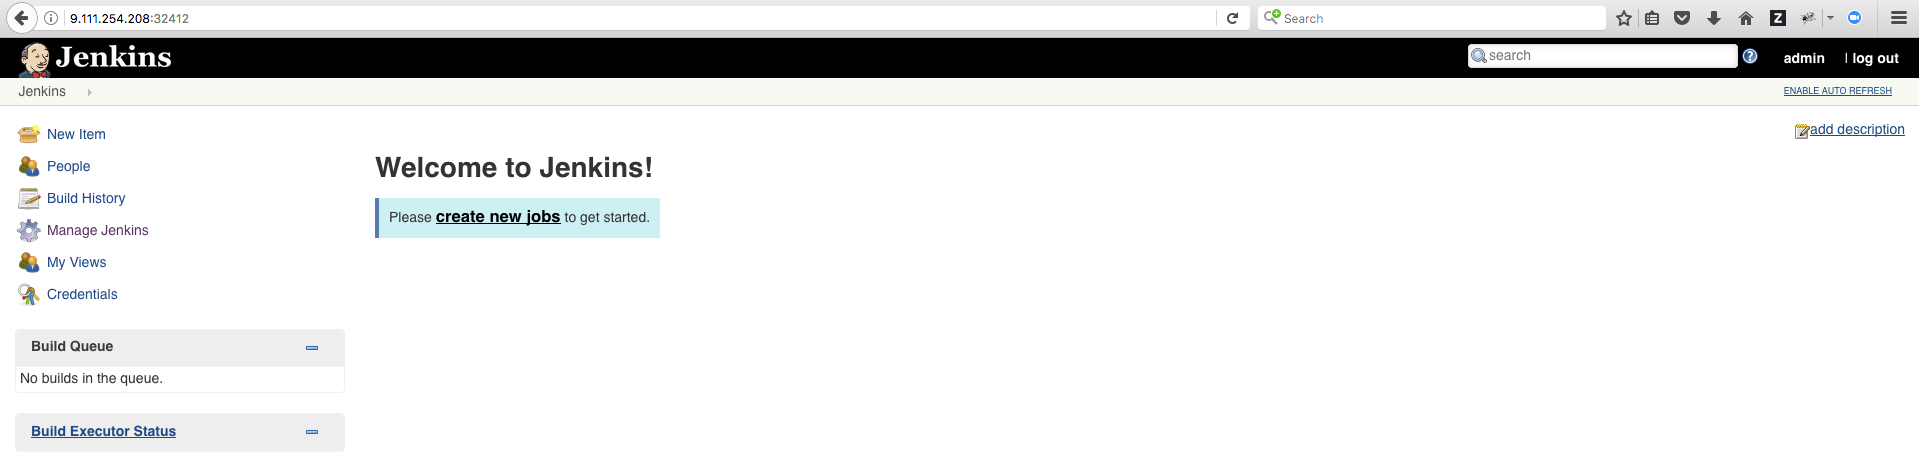 9.111.254.208:32412
Search
Jenkins
search
admin
| log out
Jenkins
ENABLE AUTO REFRESH
New Item
add description
People
Welcome to Jenkins!
Build History
Please create new jobs to get started.
Manage Jenkins
My Views
Credentials
Build Queue
No builds in the queue.
Build Executor Status